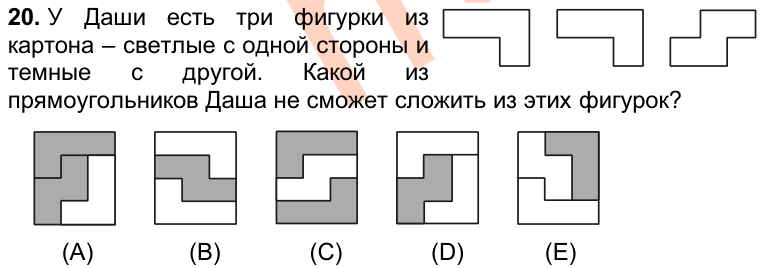 20. У Даши есть три фигурки из
картона – светлые с одной стороны и
темные с другой. Какой из
прямоугольников Даша не сможет сложить из этих фигурок?
(A) (B) (C) (D) (E)